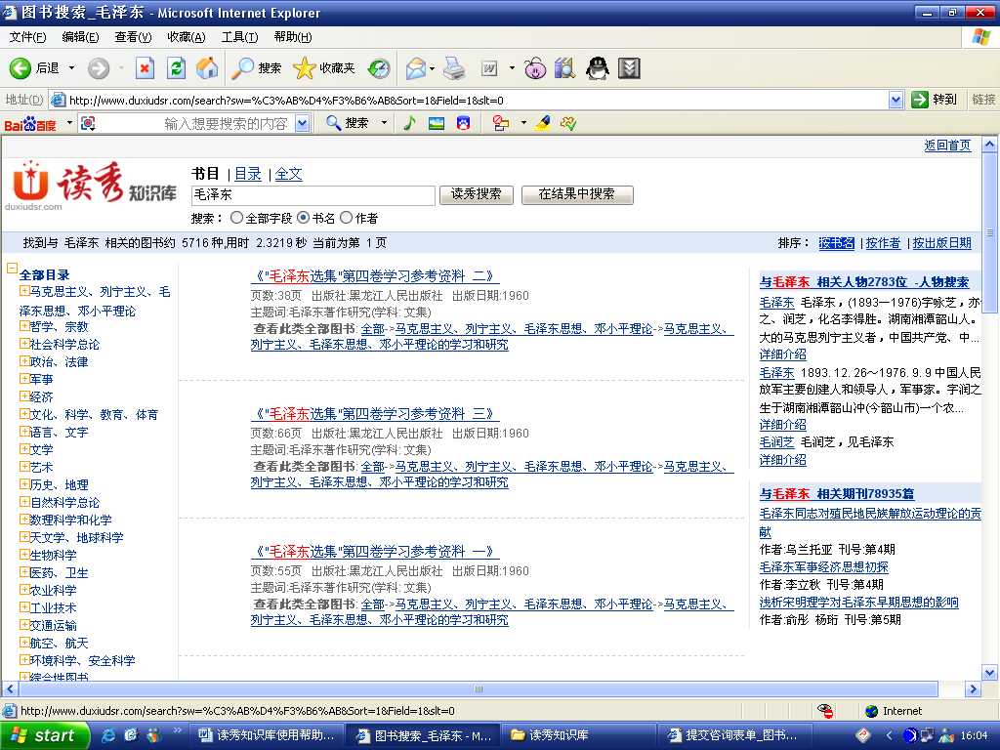 图书搜索_毛泽东 - Microsoft Internet Explorer
文件(F) 编辑(E) 查看(V) 收藏(A) 工具(T) 帮助(H)
后退 搜索 收藏夹
地址(D) http://www.duxiudsr.com/search?sw=%C3%AB%D4%F3%B6%AB&Sort=1&Field=1&slt=0 转到 链接
Bai百度 输入想要搜索的内容 搜索
返回首页
读秀知识库 duxiudsr.com
书目 | 目录 | 全文
毛泽东 读秀搜索 在结果中搜索
搜索： 全部字段 书名 作者
找到与 毛泽东 相关的图书约 5716 种,用时 2.3219 秒 当前为第 1 页 排序： 按书名 | 按作者 | 按出版日期
全部目录
马克思主义、列宁主义、毛
泽东思想、邓小平理论
哲学、宗教
社会科学总论
政治、法律
军事
经济
文化、科学、教育、体育
语言、文字
文学
艺术
历史、地理
自然科学总论
数理科学和化学
天文学、地球科学
生物科学
医药、卫生
农业科学
工业技术
交通运输
航空、航天
环境科学、安全科学
综合性图书
《"毛泽东选集"第四卷学习参考资料 二》
页数:38页 出版社:黑龙江人民出版社 出版日期:1960
主题词:毛泽东著作研究(学科: 文集)
查看此类全部图书: 全部->马克思主义、列宁主义、毛泽东思想、邓小平理论->马克思主义、
列宁主义、毛泽东思想、邓小平理论的学习和研究
《"毛泽东选集"第四卷学习参考资料 三》
页数:66页 出版社:黑龙江人民出版社 出版日期:1960
主题词:毛泽东著作研究(学科: 文集)
查看此类全部图书: 全部->马克思主义、列宁主义、毛泽东思想、邓小平理论->马克思主义、
列宁主义、毛泽东思想、邓小平理论的学习和研究
《"毛泽东选集"第四卷学习参考资料 一》
页数:55页 出版社:黑龙江人民出版社 出版日期:1960
主题词:毛泽东著作研究(学科: 文集)
查看此类全部图书: 全部->马克思主义、列宁主义、毛泽东思想、邓小平理论->马克思主义、
列宁主义、毛泽东思想、邓小平理论的学习和研究
与毛泽东 相关人物2783位 -人物搜索
毛泽东 毛泽东，(1893—1976)字咏芝，亦
之、润芝，化名李得胜。湖南湘潭韶山人。
大的马克思列宁主义者，中国共产党、中...
详细介绍
毛泽东 1893.12.26～1976.9.9 中国人民
放军主要创建人和领导人，军事家。字润之
生于湖南湘潭韶山冲(今韶山市)一个农...
详细介绍
毛润芝 毛润芝，见毛泽东
详细介绍
与毛泽东 相关期刊78935篇
毛泽东同志对殖民地民族解放运动理论的贡
献
作者:乌兰托亚 刊号:第4期
毛泽东军事经济思想初探
作者:李立秋 刊号:第4期
浅析宋明理学对毛泽东早期思想的影响
作者:俞彤 杨珩 刊号:第5期
http://www.duxiudsr.com/search?sw=%C3%AB%D4%F3%B6%AB&Sort=1&Field=1&slt=0 Internet
start 读秀知识库使用帮助... 图书搜索_毛泽东 - M... 读秀知识库 提交咨询表单_图书... 16:04